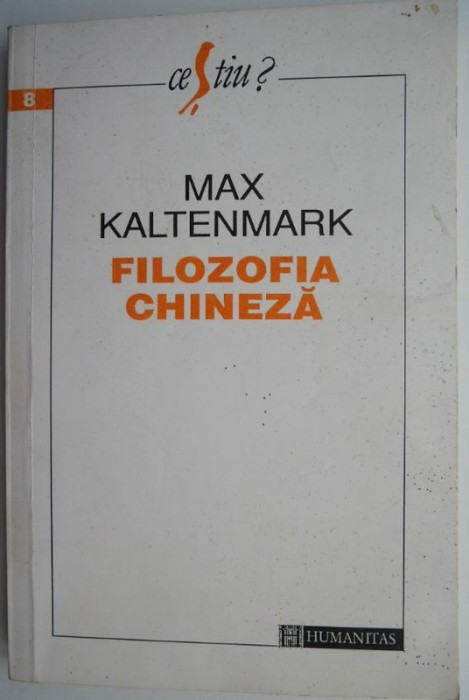 ce Știu?
8
MAX
KALTENMARK
FILOZOFIA
CHINEZĂ
HUMANITAS